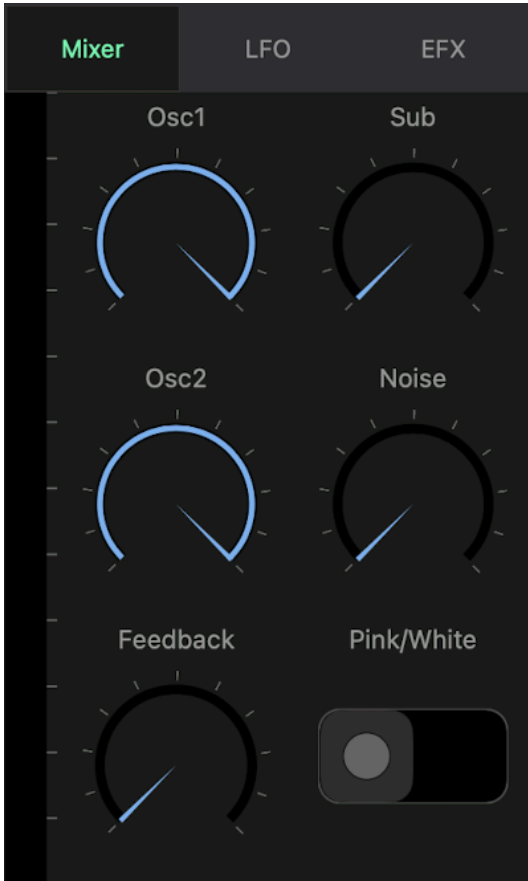 Mixer LFO EFX
Osc1 Sub
Osc2 Noise
Feedback Pink/White